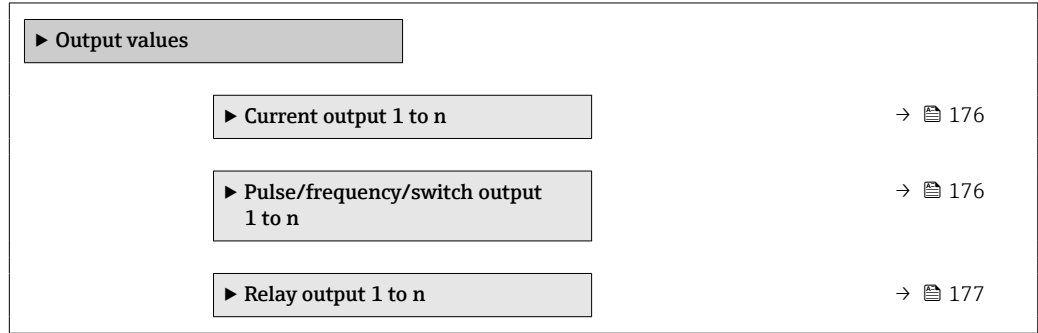 ▶ Output values
▶ Current output 1 to n → 176
▶ Pulse/frequency/switch output → 176
1 to n
▶ Relay output 1 to n → 177